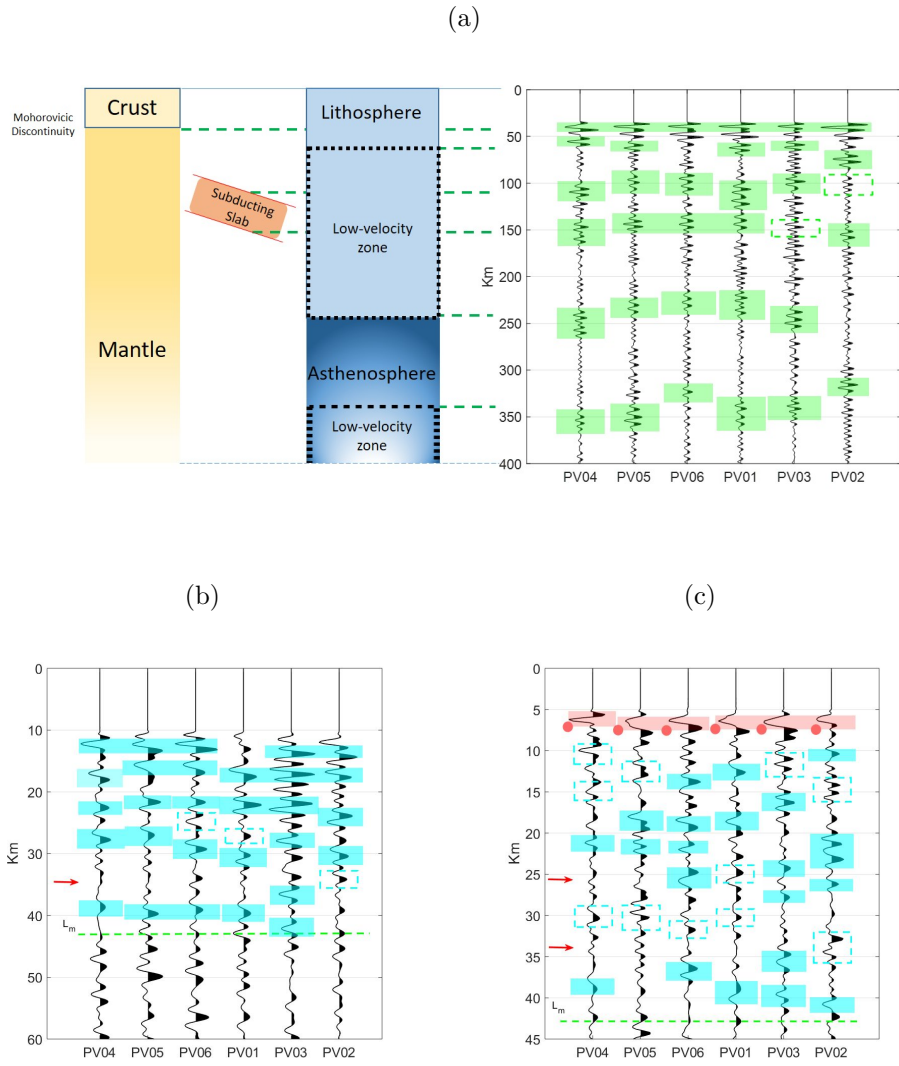 (a)
Crust
Mohorovicic
Discontinuity
Subducting
Slab
Mantle
Lithosphere
Low-velocity
zone
Asthenosphere
Low-velocity
zone
Km
0
50
100
150
200
250
300
350
400
PV04 PV05 PV06 PV01 PV03 PV02
(b)
Km
0
10
20
30
40
50
60
Lm
PV04 PV05 PV06 PV01 PV03 PV02
(c)
Km
0
5
10
15
20
25
30
35
40
45
Lm
PV04 PV05 PV06 PV01 PV03 PV02